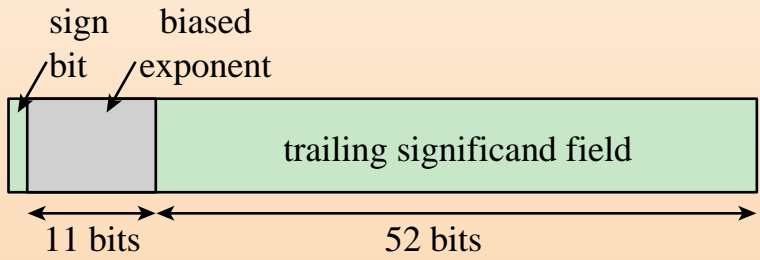 sign
bit
biased
exponent
trailing significand field
11 bits
52 bits